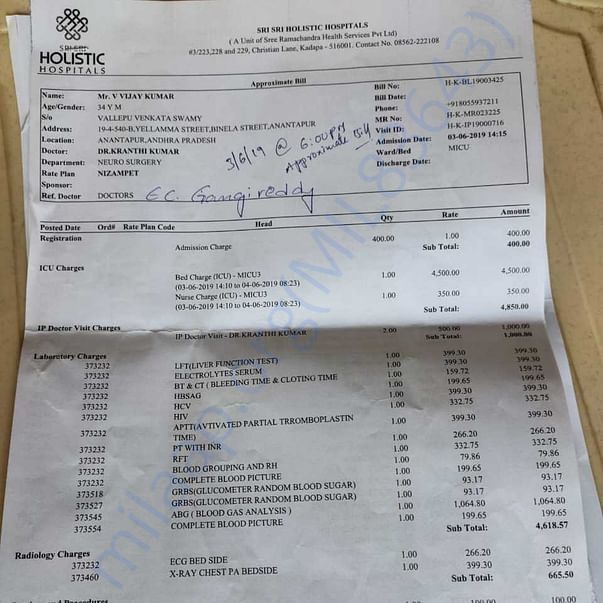 SRI SRI HOLISTIC HOSPITALS
( A Unit of Sree Ramachandra Health Services Pvt Ltd)
#3/223,228 and 229, Christian Lane, Kadapa - 516001. Contact No. 08562-222108
SRI SRI
HOLISTIC
HOSPITALS
Approximate Bill
Name: Mr. V VIJAY KUMAR
Age/Gender: 34 Y M
S/o VALLEPU VENKATA SWAMY
Address: 19-4-540-B,YELLAMMA STREET,BINELA STREET,ANANTAPUR
Location: ANANTAPUR,ANDHRA PRADESH
Doctor: DR.KRANTHI KUMAR
Department: NEURO SURGERY
Rate Plan NIZAMPET
Sponsor:
Ref. Doctor DOCTORS
Bill No: H-K-BL19003425
Bill Date:
Phone: +918055937211
MR No: H-K-MR023225
Visit ID: H-K-IP19000716
Admission Date: 03-06-2019 14:15
Ward/Bed MICU
Discharge Date:
3/6/19 @ 6:00PM
Approximate Bill
G.C. Gangireddy
Posted Date Ord# Rate Plan Code Head Qty Rate Amount
Registration
Admission Charge 400.00 1.00 400.00
Sub Total: 400.00
ICU Charges
Bed Charge (ICU) - MICU3 1.00 4,500.00 4,500.00
(03-06-2019 14:10 to 04-06-2019 08:23)
Nurse Charge (ICU) - MICU3 1.00 350.00 350.00
(03-06-2019 14:10 to 04-06-2019 08:23)
Sub Total: 4,850.00
IP Doctor Visit Charges
IP Doctor Visit - DR.KRANTHI KUMAR 2.00 500.00 1,000.00
Sub Total: 1,000.00
Laboratory Charges
373232 LFT(LIVER FUNCTION TEST) 1.00 399.30 399.30
373232 ELECTROLYTES SERUM 1.00 399.30 399.30
373232 BT & CT ( BLEEDING TIME & CLOTING TIME 1.00 159.72 159.72
373232 HBSAG 1.00 199.65 199.65
373232 HCV 1.00 332.75 332.75
373232 HIV 1.00 399.30 399.30
373232 APTT(AVTIVATED PARTIAL TRROMBOPLASTIN
TIME) 1.00 266.20 266.20
373232 PT WITH INR 1.00 332.75 332.75
373232 RFT 1.00 79.86 79.86
373232 BLOOD GROUPING AND RH 1.00 199.65 199.65
373232 COMPLETE BLOOD PICTURE 1.00 93.17 93.17
373518 GRBS(GLUCOMETER RANDOM BLOOD SUGAR) 1.00 93.17 93.17
373527 GRBS(GLUCOMETER RANDOM BLOOD SUGAR) 1.00 1,064.80 1,064.80
373545 ABG ( BLOOD GAS ANALYSIS ) 1.00 199.65 199.65
373554 COMPLETE BLOOD PICTURE
Sub Total: 4,618.57
Radiology Charges
373232 ECG BED SIDE 1.00 266.20 266.20
373460 X-RAY CHEST PA BEDSIDE 1.00 399.30 399.30
Sub Total: 665.50
100.00 100.00